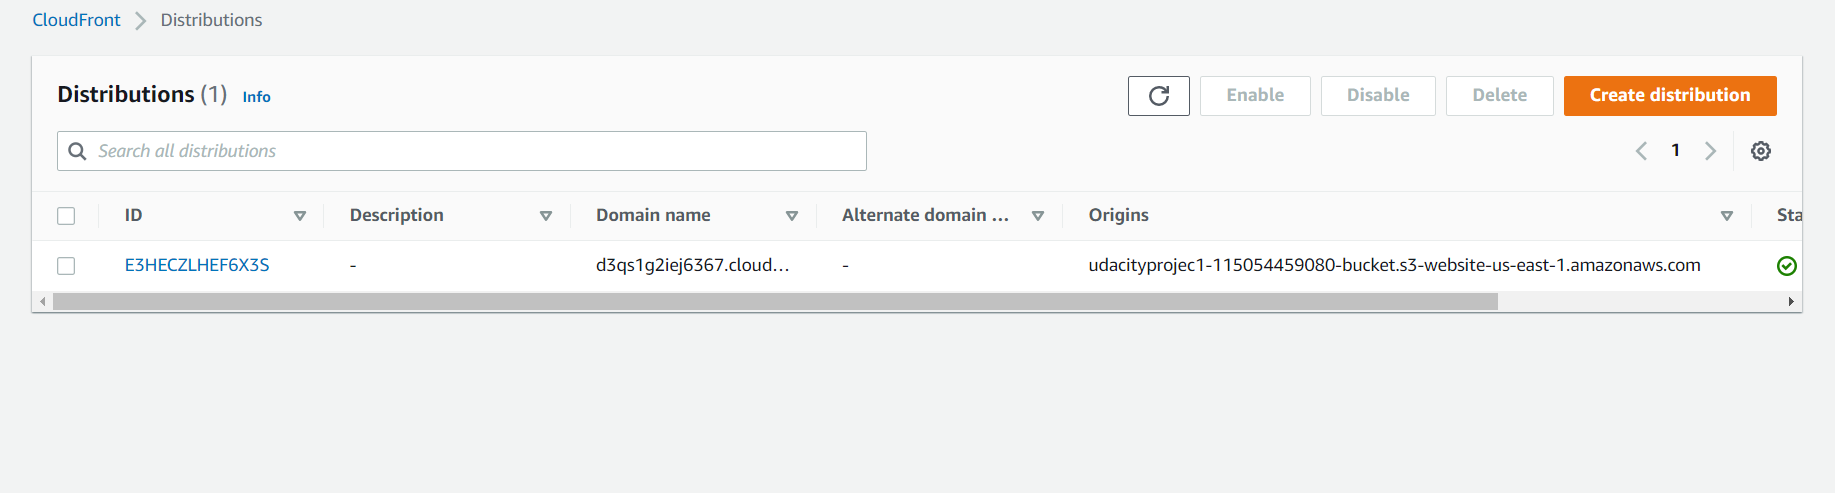 CloudFront Distributions
Distributions (1) Info
Enable Disable Delete Create distribution
Search all distributions
1
ID Description Domain name Alternate domain ... Origins Sta
E3HECZLHEF6X3S - d3qs1g2iej6367.cloud... - udacityprojec1-115054459080-bucket.s3-website-us-east-1.amazonaws.com